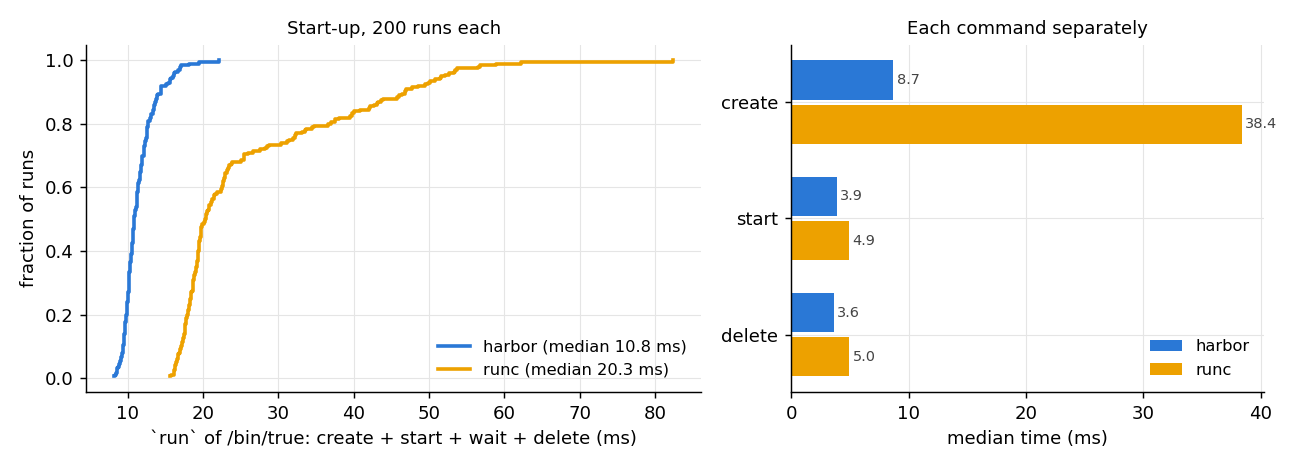 Start-up, 200 runs each
fraction of runs
1.0
0.8
0.6
0.4
0.2
0.0
harbor (median 10.8 ms)
runc (median 20.3 ms)
10 20 30 40 50 60 70 80
`run` of /bin/true: create + start + wait + delete (ms)
Each command separately
create
8.7
38.4
start
3.9
4.9
delete
3.6
5.0
harbor
runc
0 10 20 30 40
median time (ms)